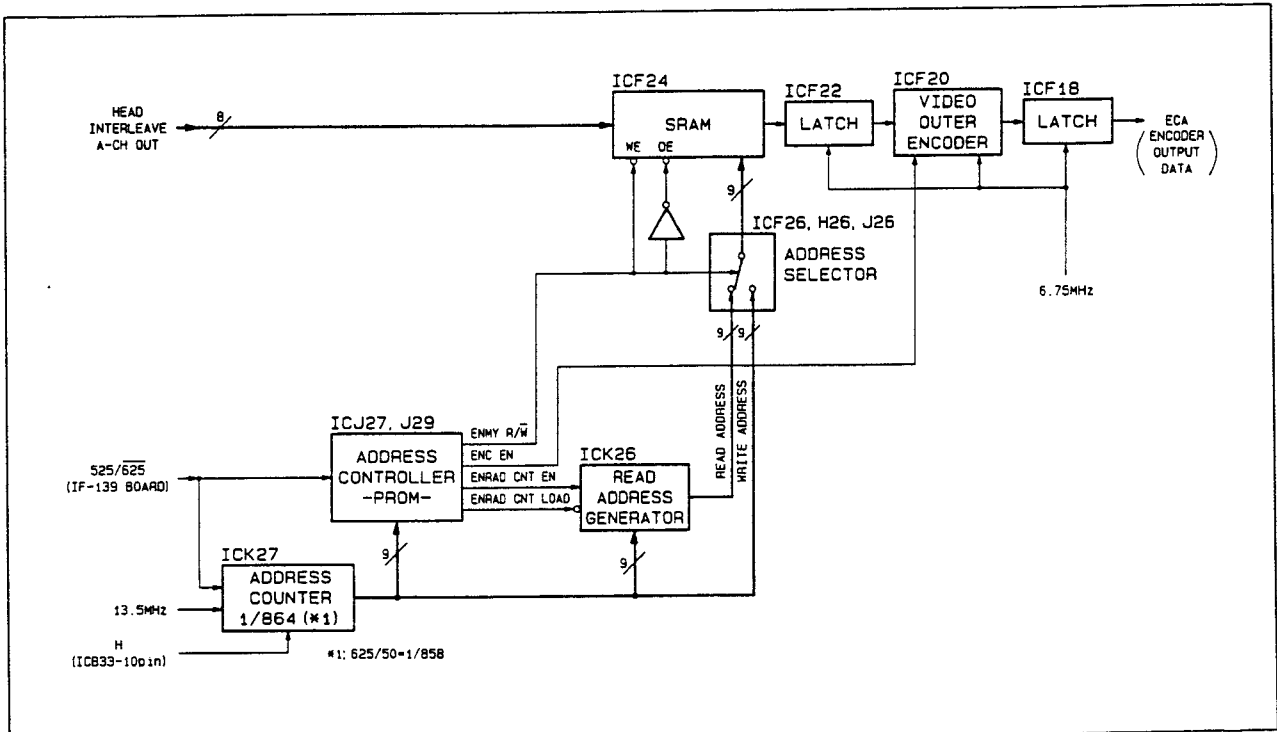 HEAD
INTERLEAVE
A-CH OUT
8
ICF24
SRAM
WE OE
ICF22
LATCH
ICF20
VIDEO
OUTER
ENCODER
ICF18
LATCH
ECA
ENCODER
OUTPUT
DATA
9
ICF26, H26, J26
ADDRESS
SELECTOR
6.75MHz
9 9
READ ADDRESS
WRITE ADDRESS
ICJ27, J29
ADDRESS
CONTROLLER
-PROM-
ENMY R/W̅
ENC EN
ENRAD CNT EN
ENRAD CNT LOAD
ICK26
READ
ADDRESS
GENERATOR
525/6̅2̅5̅
(IF-139 BOARD)
9
9
ICK27
ADDRESS
COUNTER
1/864 (*1)
13.5MHz
H
(ICB33-10pin)
*1; 625/50=1/858